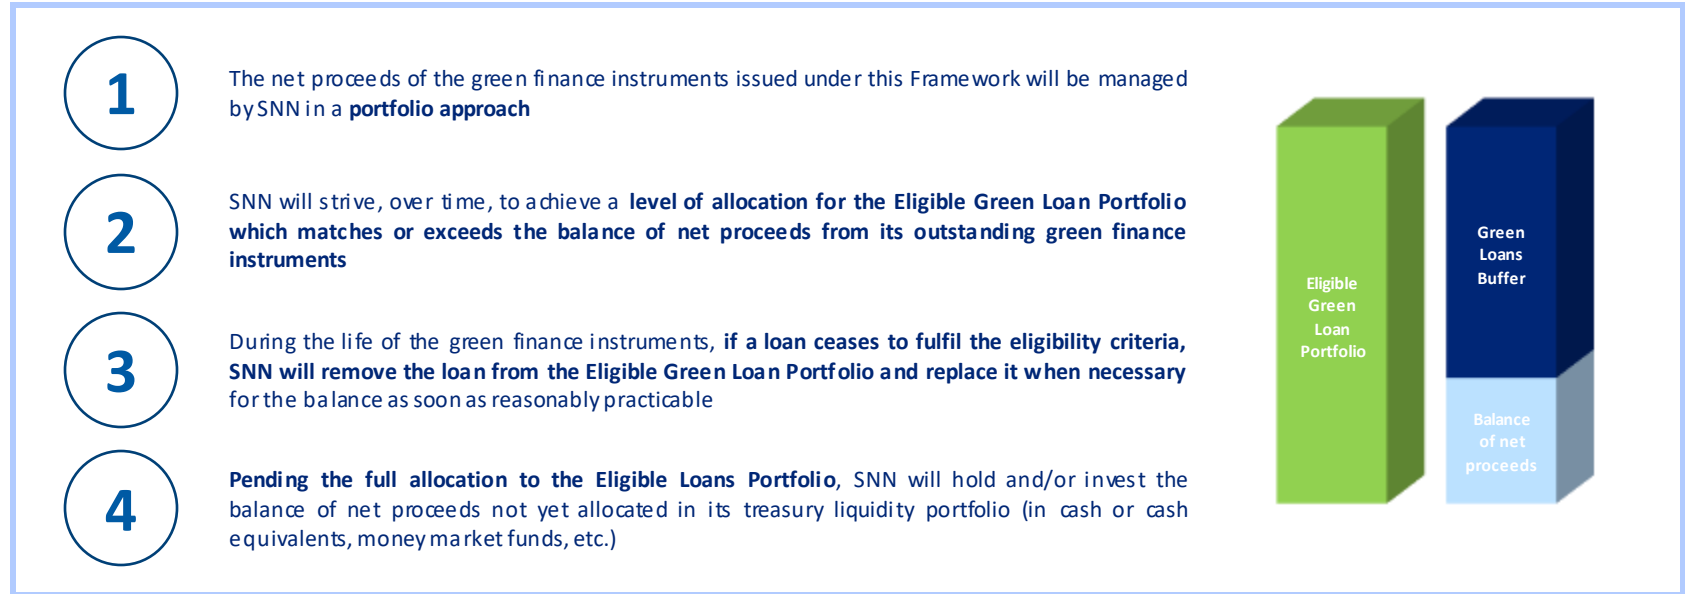 1
The net proceeds of the green finance instruments issued under this Framework will be managed
by SNN in a portfolio approach
2
SNN will strive, over time, to achieve a level of allocation for the Eligible Green Loan Portfolio
which matches or exceeds the balance of net proceeds from its outstanding green finance
instruments
3
During the life of the green finance instruments, if a loan ceases to fulfil the eligibility criteria,
SNN will remove the loan from the Eligible Green Loan Portfolio and replace it when necessary
for the balance as soon as reasonably practicable
4
Pending the full allocation to the Eligible Loans Portfolio, SNN will hold and/or invest the
balance of net proceeds not yet allocated in its treasury liquidity portfolio (in cash or cash
equivalents, money market funds, etc.)
Eligible
Green
Loan
Portfolio
Green
Loans
Buffer
Balance
of net
proceeds